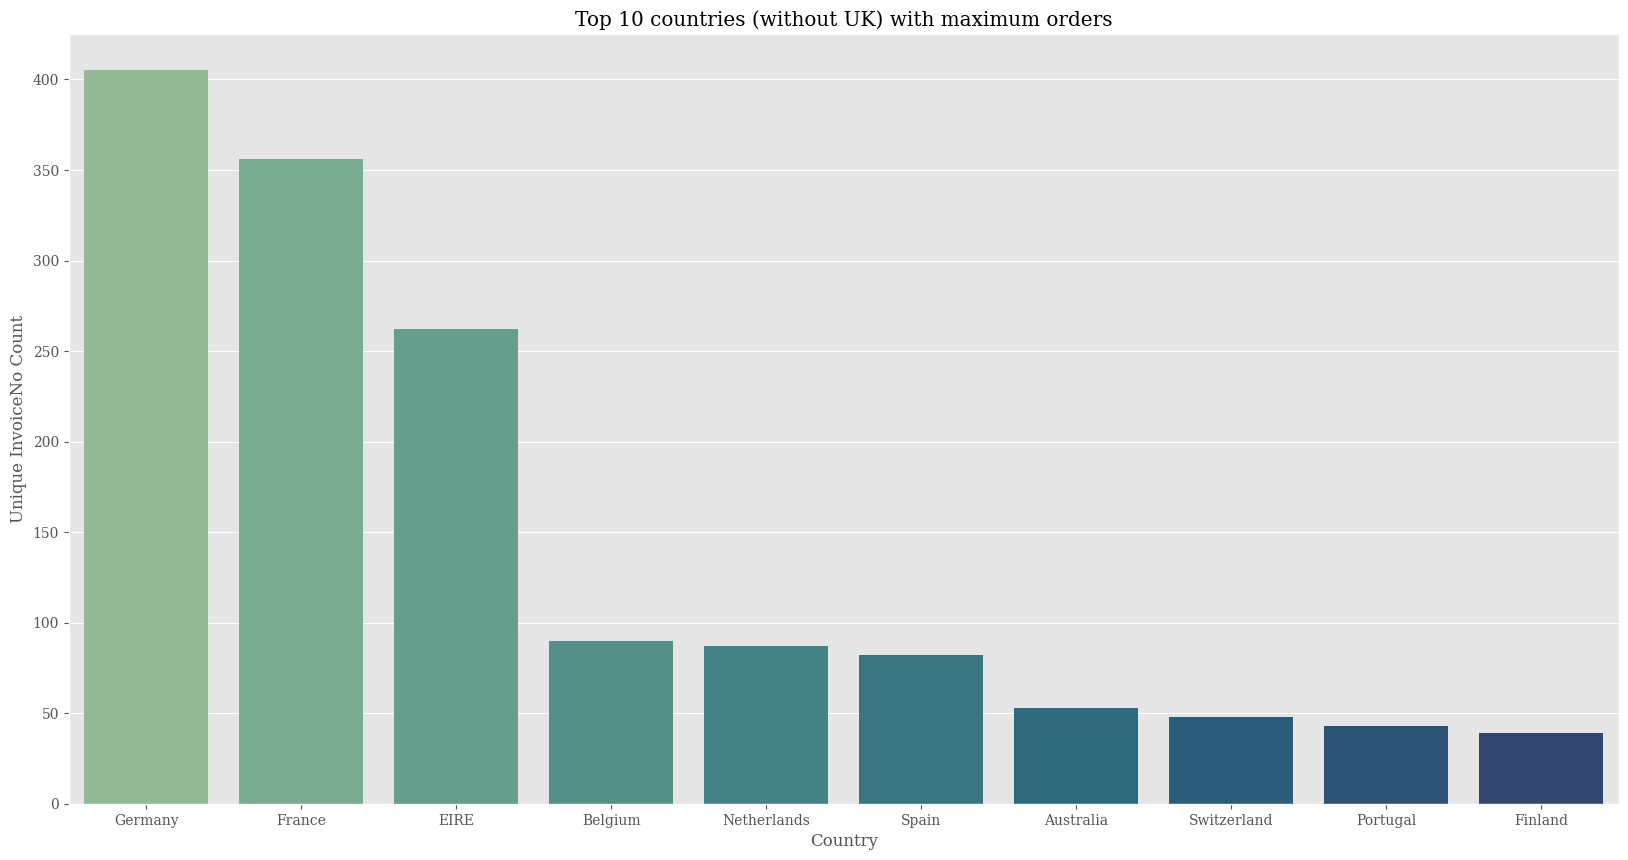 Top 10 countries (without UK) with maximum orders
Unique InvoiceNo Count
400
350
300
250
200
150
100
50
0
Germany France EIRE Belgium Netherlands Spain Australia Switzerland Portugal Finland
Country